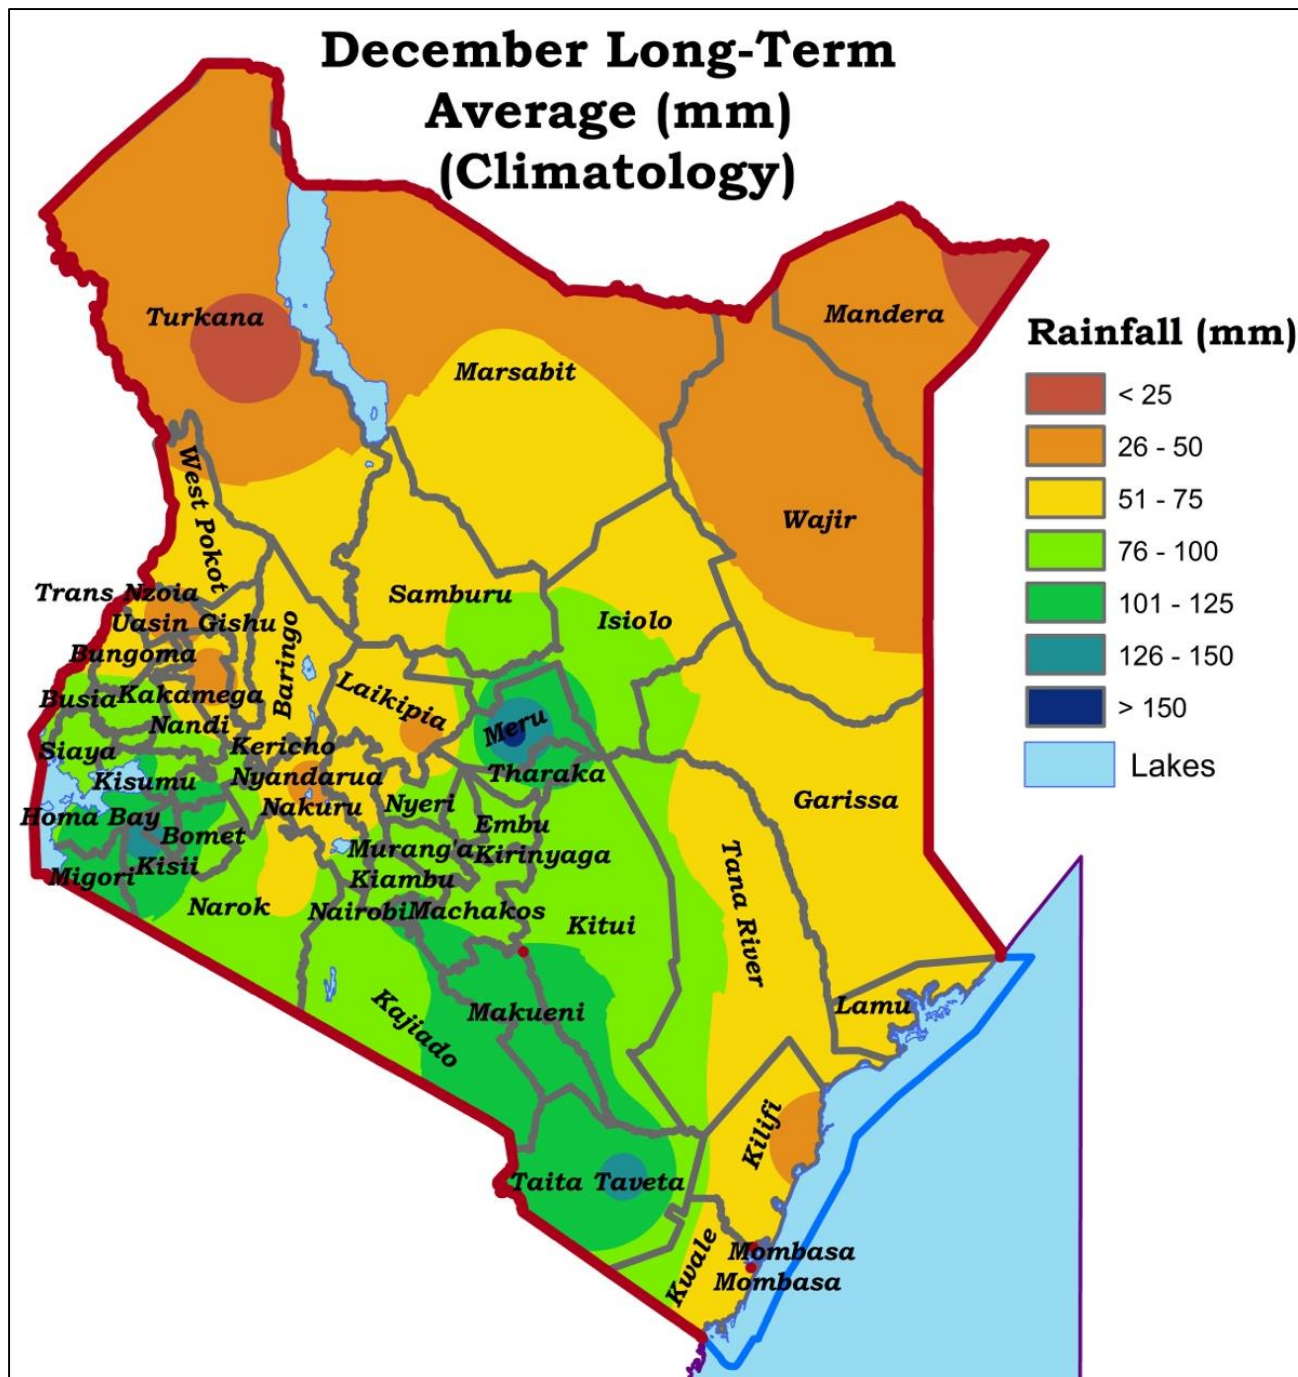 December Long-Term
Average (mm)
(Climatology)
Turkana
Marsabit
Mandera
Rainfall (mm)
< 25
26 - 50
51 - 75
76 - 100
101 - 125
126 - 150
> 150
Lakes
West Pokot
Wajir
Trans Nzoia
Samburu
Uasin Gishu
Isiolo
Bungoma
Baringo
Busia
Kakamega
Laikipia
Nandi
Meru
Siaya
Kericho
Kisumu
Nyandarua
Tharaka
Nakuru
Nyeri
Garissa
Homa Bay
Bomet
Embu
Murang'a
Kirinyaga
Kisii
Migori
Kiambu
Narok
Nairobi
Machakos
Kitui
Tana River
Lamu
Makueni
Kajiado
Kilifi
Taita Taveta
Kwale
Mombasa
Mombasa